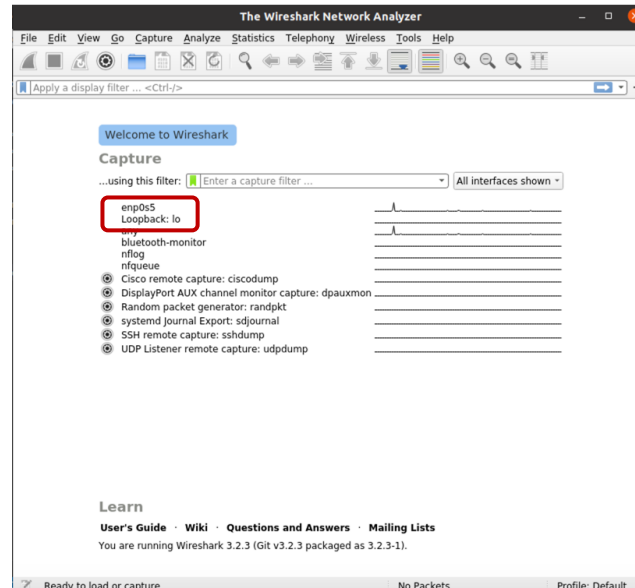 The Wireshark Network Analyzer
File Edit View Go Capture Analyze Statistics Telephony Wireless Tools Help
Apply a display filter ... <Ctrl-/>
Welcome to Wireshark
Capture
...using this filter: Enter a capture filter ... All interfaces shown
enp0s5
Loopback: lo
any
bluetooth-monitor
nflog
nfqueue
Cisco remote capture: ciscodump
DisplayPort AUX channel monitor capture: dpauxmon
Random packet generator: randpkt
systemd Journal Export: sdjournal
SSH remote capture: sshdump
UDP Listener remote capture: udpdump
Learn
User's Guide · Wiki · Questions and Answers · Mailing Lists
You are running Wireshark 3.2.3 (Git v3.2.3 packaged as 3.2.3-1).
Ready to load or capture No Packets Profile: Default